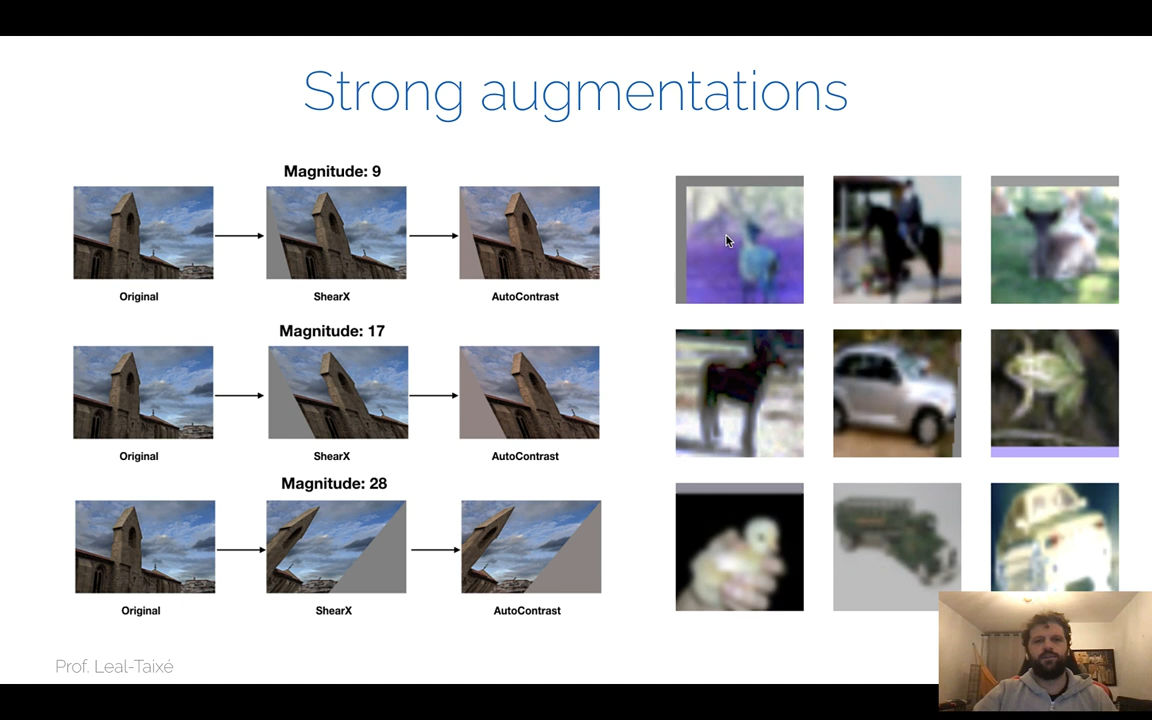 Strong augmentations
Magnitude: 9
Original
ShearX
AutoContrast
Magnitude: 17
Original
ShearX
AutoContrast
Magnitude: 28
Original
ShearX
AutoContrast
Prof. Leal-Taixé